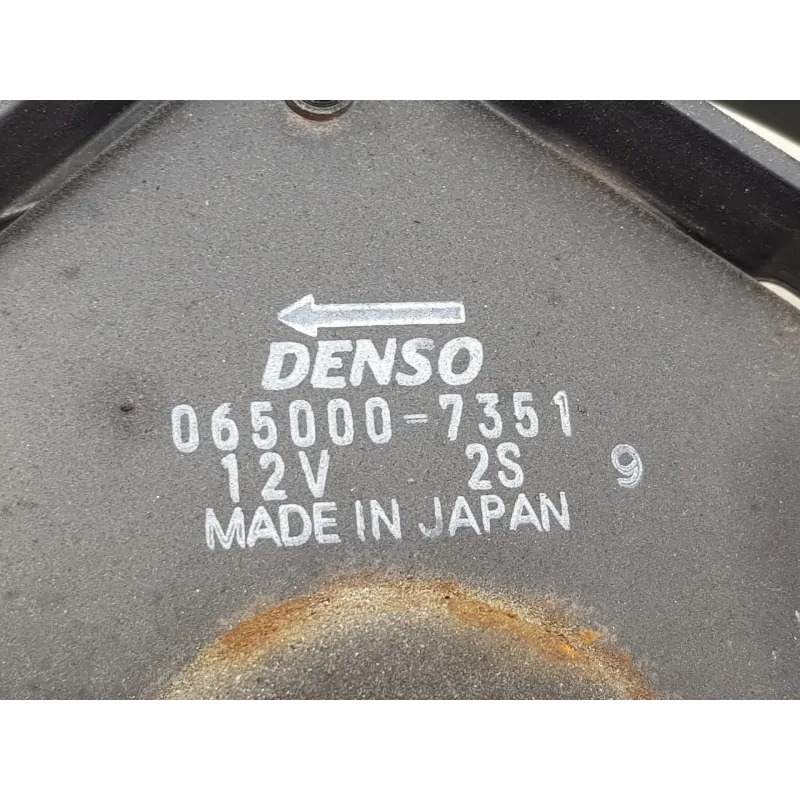 DENSO
065000-7351
12V 2S 9
MADE IN JAPAN